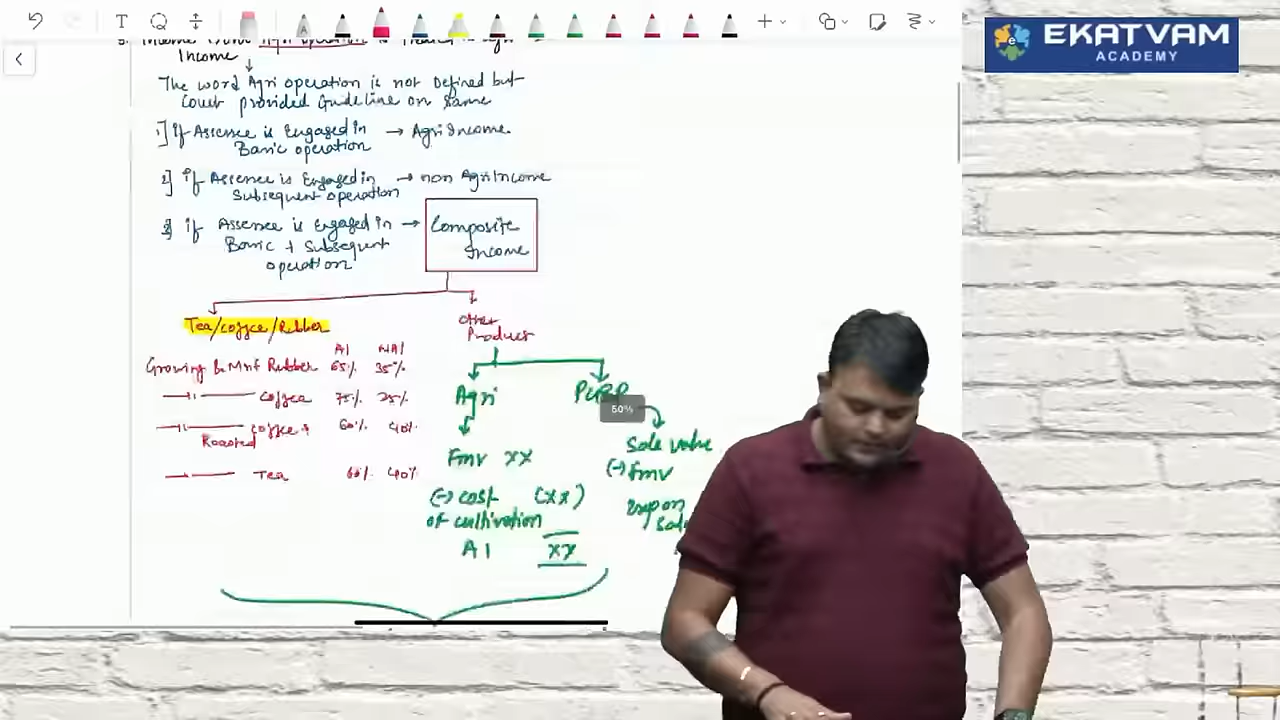 EKATVAM
ACADEMY
Income
The word Agri operation is not Defined but
Court provided Guideline on same
1] if Assessee is Engaged in → Agri Income.
Basic operation
2] if Assessee is Engaged in → non Agri Income
Subsequent operation
3] if Assessee is Engaged in → Composite
Basic + Subsequent Income
operation
Tea/coffee/Rubber
other
Product
AI NAI
Growing & Mnf Rubber 65% 35%
—〃— coffee 75% 25%
—〃— coffee + 60% 40%
Roasted
—〃— Tea 60% 40%
Agri PGBP
50%
Fmv xx
(-) cost (xx)
of cultivation
AI xx
Sale value
(-) Fmv